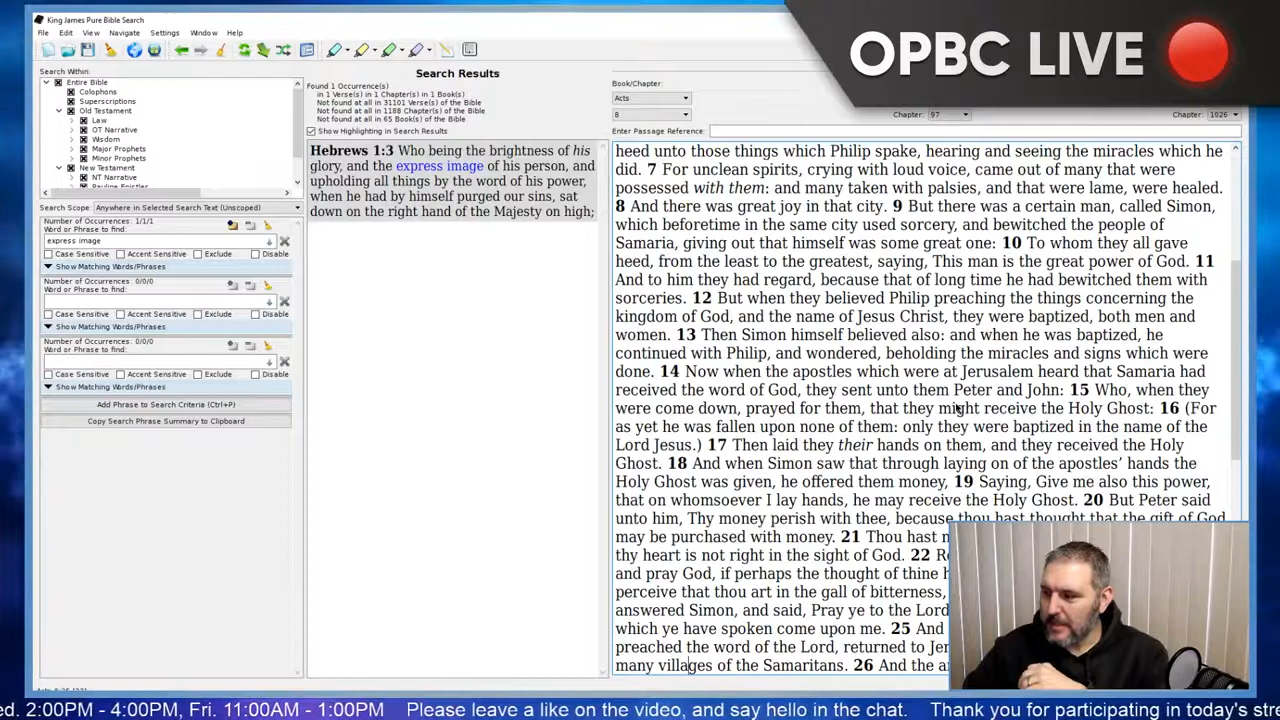 King James Pure Bible Search
OPBC LIVE
File Edit View Navigate Settings Window Help
Search Within:
Entire Bible
Colophons
Superscriptions
Old Testament
Law
OT Narrative
Wisdom
Major Prophets
Minor Prophets
New Testament
NT Narrative
Pauline Epistles
Search Scope: Anywhere in Selected Search Text (Unscoped)
Number of Occurrences: 1/1/1
Word or Phrase to find:
express image
Case Sensitive Accent Sensitive Exclude Disable
Show Matching Words/Phrases
Number of Occurrences: 0/0/0
Word or Phrase to find:
Case Sensitive Accent Sensitive Exclude Disable
Show Matching Words/Phrases
Number of Occurrences: 0/0/0
Word or Phrase to find:
Case Sensitive Accent Sensitive Exclude Disable
Show Matching Words/Phrases
Add Phrase to Search Criteria (Ctrl+P)
Copy Search Phrase Summary to Clipboard
Search Results
Found 1 Occurrence(s)
in 1 Verse(s) in 1 Chapter(s) in 1 Book(s)
Not found at all in 31101 Verse(s) of the Bible
Not found at all in 1188 Chapter(s) of the Bible
Not found at all in 65 Book(s) of the Bible
Show Highlighting in Search Results
Hebrews 1:3 Who being the brightness of his
glory, and the express image of his person, and
upholding all things by the word of his power,
when he had by himself purged our sins, sat
down on the right hand of the Majesty on high;
Book/Chapter:
Acts
8 Chapter: 97 Chapter: 1026
Enter Passage Reference:
heed unto those things which Philip spake, hearing and seeing the miracles which he
did. 7 For unclean spirits, crying with loud voice, came out of many that were
possessed with them: and many taken with palsies, and that were lame, were healed.
8 And there was great joy in that city. 9 But there was a certain man, called Simon,
which beforetime in the same city used sorcery, and bewitched the people of
Samaria, giving out that himself was some great one: 10 To whom they all gave
heed, from the least to the greatest, saying, This man is the great power of God. 11
And to him they had regard, because that of long time he had bewitched them with
sorceries. 12 But when they believed Philip preaching the things concerning the
kingdom of God, and the name of Jesus Christ, they were baptized, both men and
women. 13 Then Simon himself believed also: and when he was baptized, he
continued with Philip, and wondered, beholding the miracles and signs which were
done. 14 Now when the apostles which were at Jerusalem heard that Samaria had
received the word of God, they sent unto them Peter and John: 15 Who, when they
were come down, prayed for them, that they might receive the Holy Ghost: 16 (For
as yet he was fallen upon none of them: only they were baptized in the name of the
Lord Jesus.) 17 Then laid they their hands on them, and they received the Holy
Ghost. 18 And when Simon saw that through laying on of the apostles' hands the
Holy Ghost was given, he offered them money, 19 Saying, Give me also this power,
that on whomsoever I lay hands, he may receive the Holy Ghost. 20 But Peter said
unto him, Thy money perish with thee, because thou hast thought that the gift of God
may be purchased with money. 21 Thou hast
thy heart is not right in the sight of God. 22
and pray God, if perhaps the thought of thine
perceive that thou art in the gall of bitterness,
answered Simon, and said, Pray ye to the Lord
which ye have spoken come upon me. 25 And
preached the word of the Lord, returned to
many villages of the Samaritans. 26 And the
ed. 2:00PM - 4:00PM, Fri. 11:00AM - 1:00PM Please leave a like on the video, and say hello in the chat. Thank you for participating in today's stre